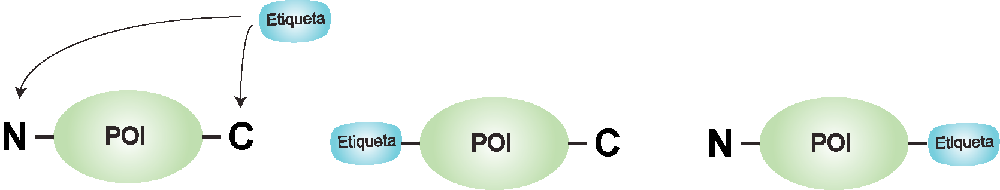 Etiqueta
N POI C
Etiqueta POI C
N POI Etiqueta